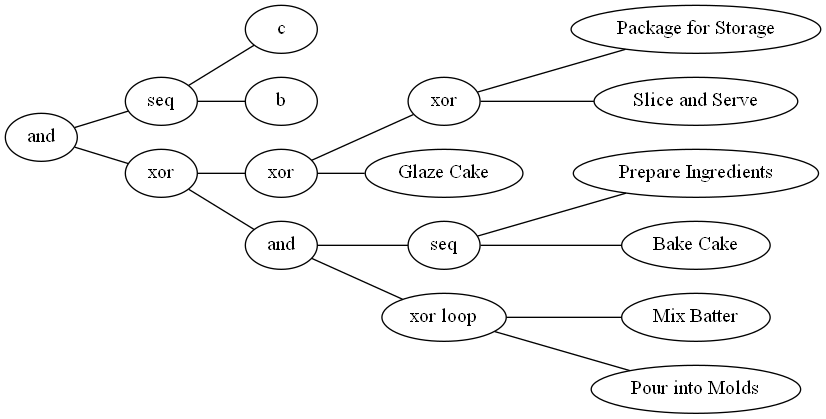 c
Package for Storage
seq
b
xor
Slice and Serve
and
xor
xor
Glaze Cake
Prepare Ingredients
and
seq
Bake Cake
xor loop
Mix Batter
Pour into Molds